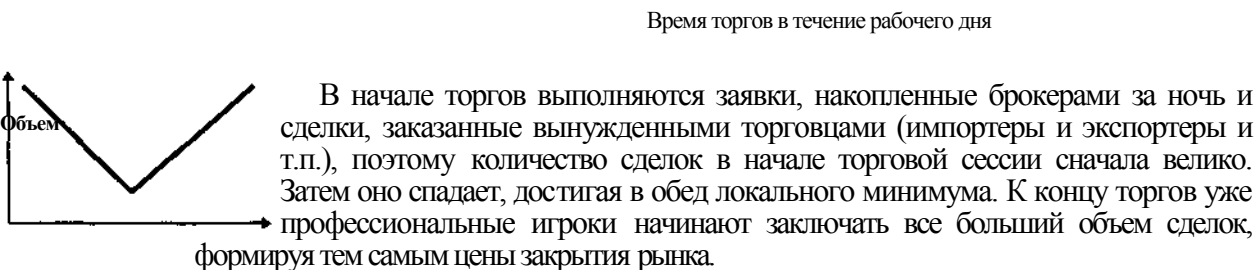 Время торгов в течение рабочего дня
Объем
В начале торгов выполняются заявки, накопленные брокерами за ночь и
сделки, заказанные вынужденными торговцами (импортеры и экспортеры и
т.п.), поэтому количество сделок в начале торговой сессии сначала велико.
Затем оно спадает, достигая в обед локального минимума. К концу торгов уже
профессиональные игроки начинают заключать все больший объем сделок,
формируя тем самым цены закрытия рынка.